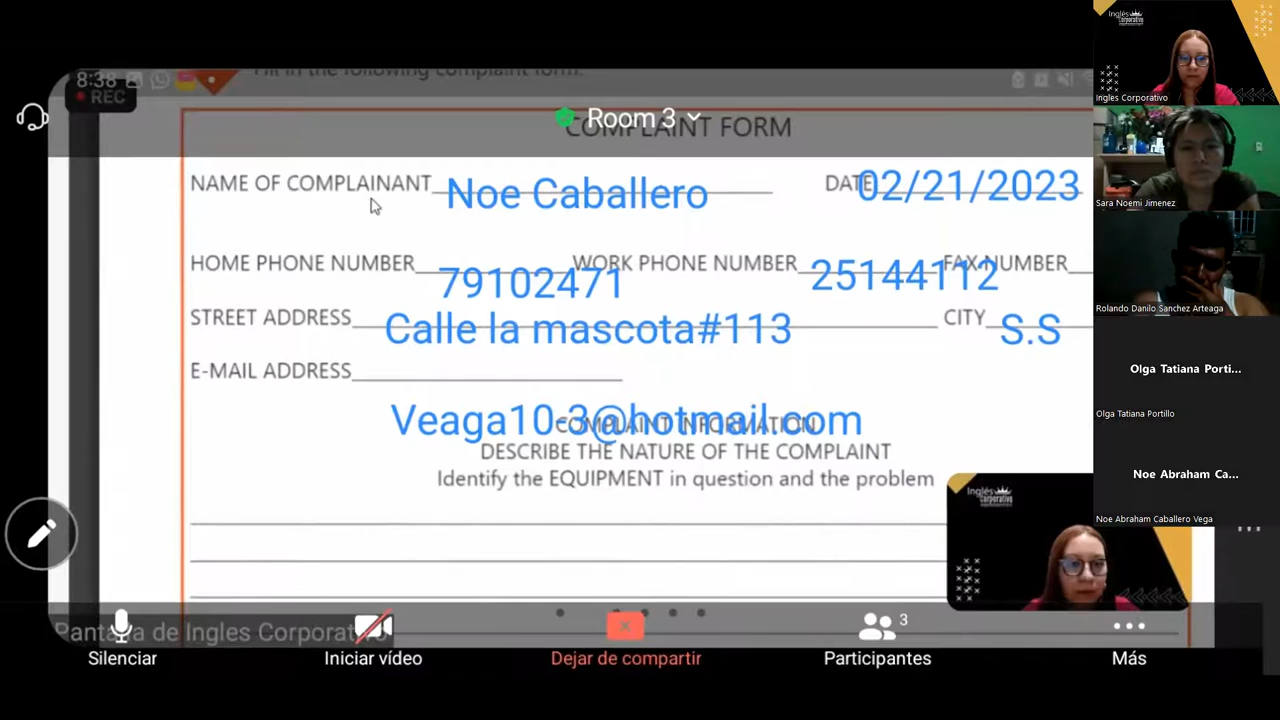 Fill in the following complaint form:
8:38
REC
Room 3
COMPLAINT FORM
NAME OF COMPLAINANT Noe Caballero DATE 02/21/2023
HOME PHONE NUMBER 79102471 WORK PHONE NUMBER 25144112 FAX NUMBER
STREET ADDRESS Calle la mascota#113 CITY S.S
E-MAIL ADDRESS
Veaga10-3@hotmail.com
COMPLAINT INFORMATION
DESCRIBE THE NATURE OF THE COMPLAINT
Identify the EQUIPMENT in question and the problem
Inglés
corporativo
Pantalla de Ingles Corporativo
Silenciar
Iniciar vídeo
Dejar de compartir
3
Participantes
Más
Inglés
corporativo
Ingles Corporativo
Sara Noemi Jimenez
Rolando Danilo Sanchez Arteaga
Olga Tatiana Porti...
Olga Tatiana Portillo
Noe Abraham Ca...
Noe Abraham Caballero Vega